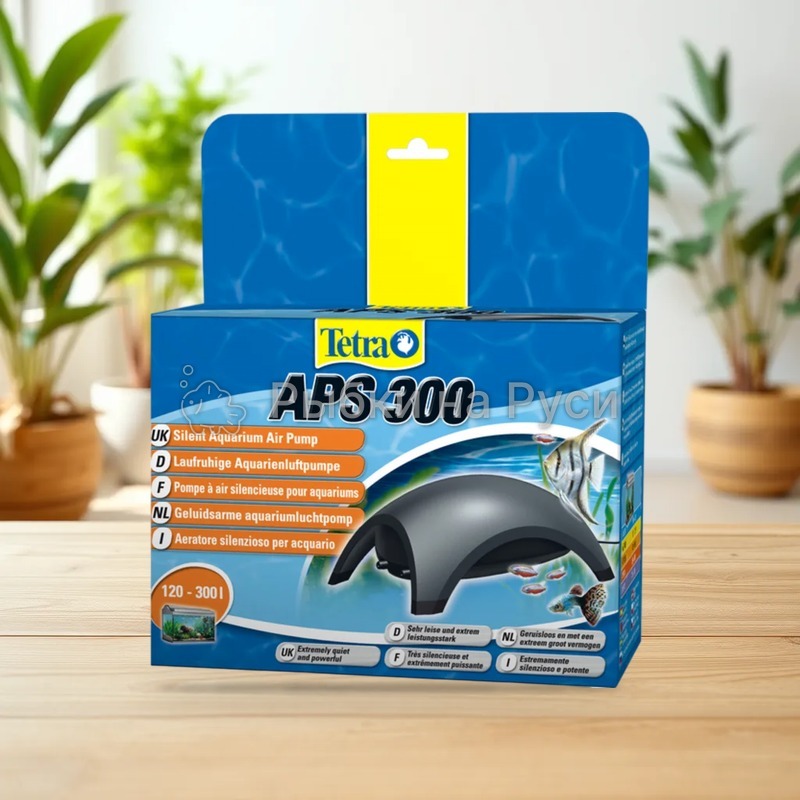 Tetra
APS 300
Рыбки на Руси
UK Silent Aquarium Air Pump
D Laufruhige Aquarienluftpumpe
F Pompe à air silencieuse pour aquariums
NL Geluidsarme aquariumluchtpomp
I Aeratore silenzioso per acquario
120 - 300 l
UK Extremely quiet
and powerful
D Sehr leise und extrem
leistungsstark
F Très silencieuse et
extrêmement puissante
NL Geruisloos en met een
extreem groot vermogen
I Estremamente
silenzioso e potente